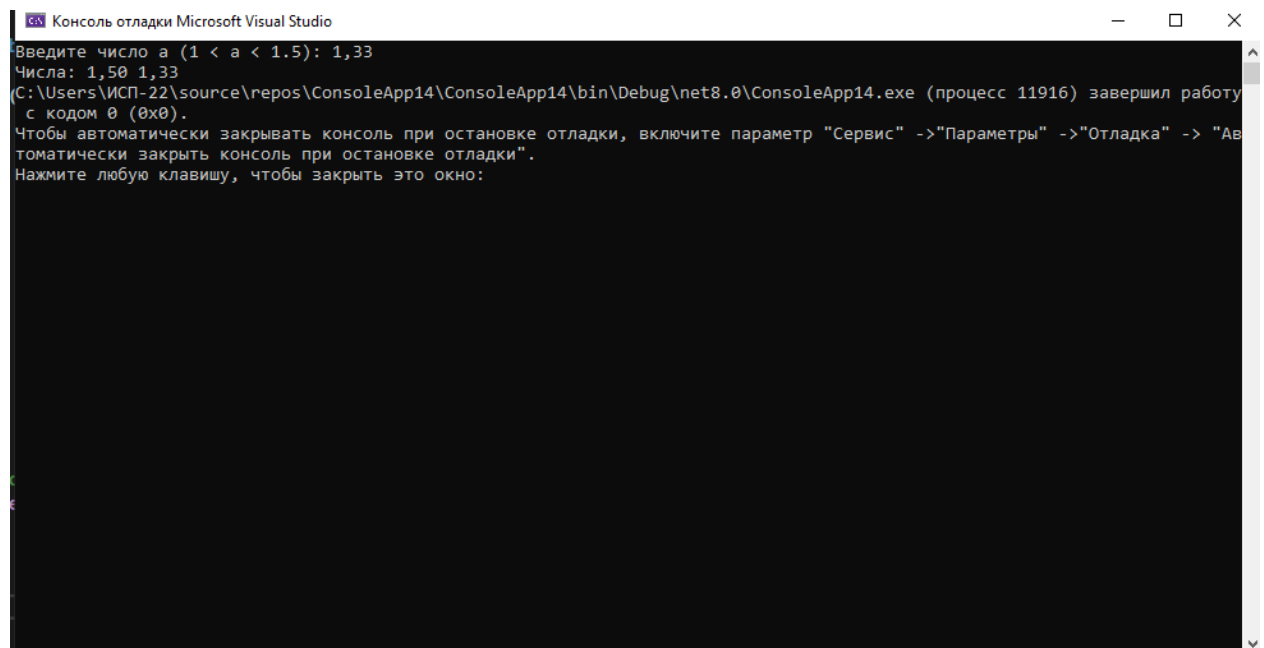 Консоль отладки Microsoft Visual Studio
Введите число a (1 < a < 1.5): 1,33
Числа: 1,50 1,33
C:\Users\ИСП-22\source\repos\ConsoleApp14\ConsoleApp14\bin\Debug\net8.0\ConsoleApp14.exe (процесс 11916) завершил работу
с кодом 0 (0x0).
Чтобы автоматически закрывать консоль при остановке отладки, включите параметр "Сервис" ->"Параметры" ->"Отладка" -> "Ав
томатически закрыть консоль при остановке отладки".
Нажмите любую клавишу, чтобы закрыть это окно: